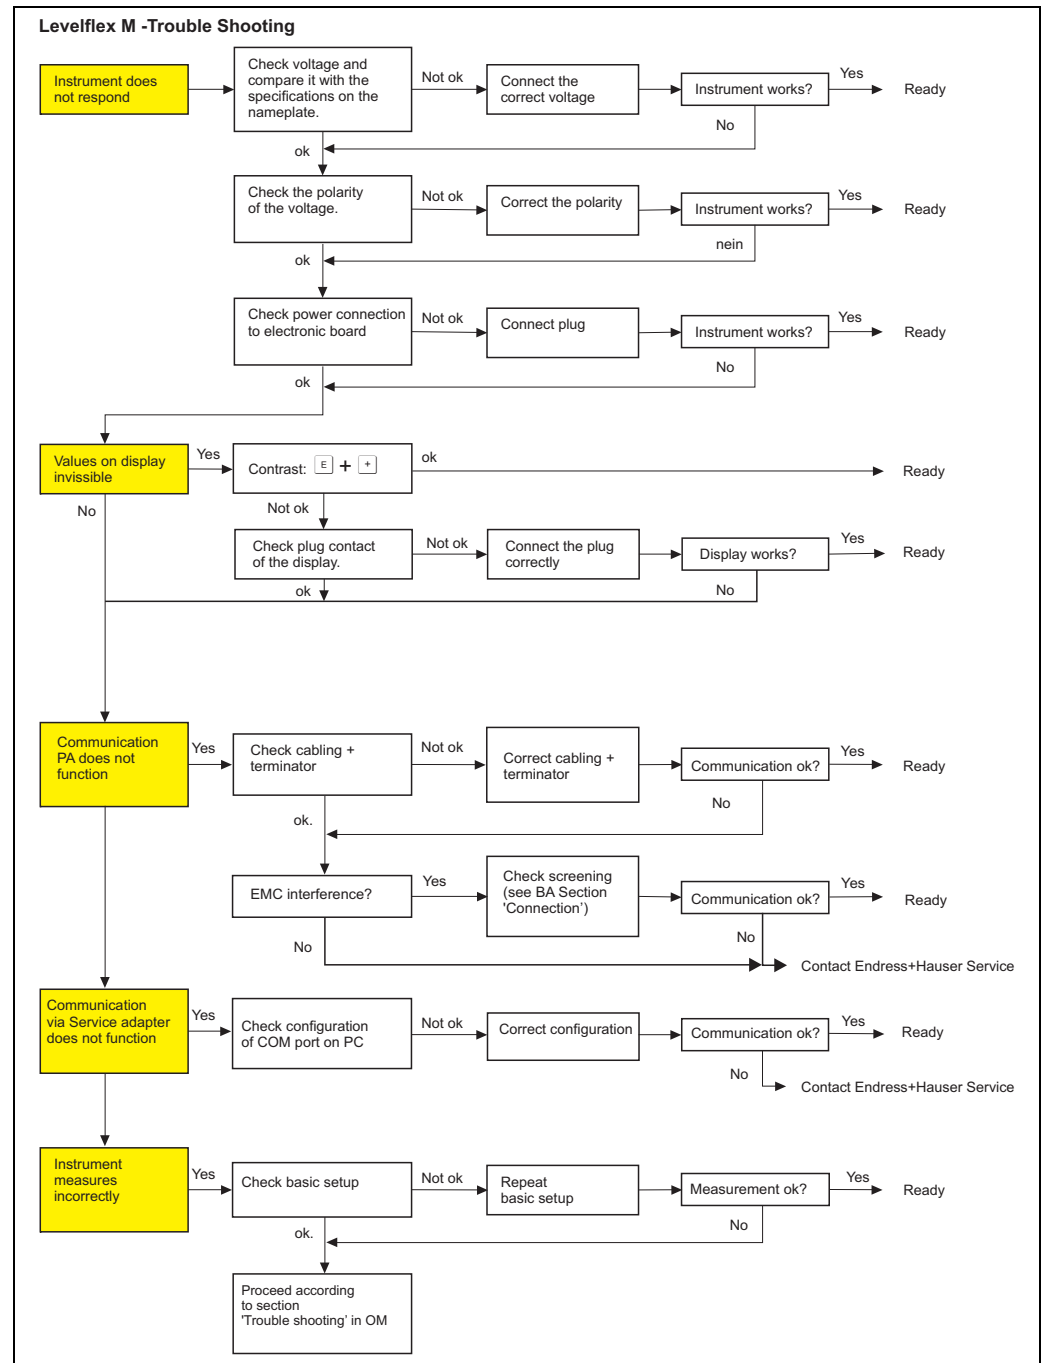 Levelflex M -Trouble Shooting
Instrument does
not respond
Check voltage and
compare it with the
specifications on the
nameplate.
Not ok
Connect the
correct voltage
Instrument works?
Yes
Ready
No
ok
Check the polarity
of the voltage.
Not ok
Correct the polarity
Instrument works?
Yes
Ready
nein
ok
Check power connection
to electronic board
Not ok
Connect plug
Instrument works?
Yes
Ready
No
ok
Values on display
invissible
Yes
Contrast: E + +
ok
Ready
No
Not ok
Check plug contact
of the display.
Not ok
Connect the plug
correctly
Display works?
Yes
Ready
ok
No
Communication
PA does not
function
Yes
Check cabling +
terminator
Not ok
Correct cabling +
terminator
Communication ok?
Yes
Ready
No
ok.
EMC interference?
Yes
Check screening
(see BA Section
'Connection')
Communication ok?
Yes
Ready
No
No
Contact Endress+Hauser Service
Communication
via Service adapter
does not function
Yes
Check configuration
of COM port on PC
Not ok
Correct configuration
Communication ok?
Yes
Ready
No
Contact Endress+Hauser Service
Instrument
measures
incorrectly
Yes
Check basic setup
Not ok
Repeat
basic setup
Measurement ok?
Yes
Ready
No
ok.
Proceed according
to section
'Trouble shooting' in OM